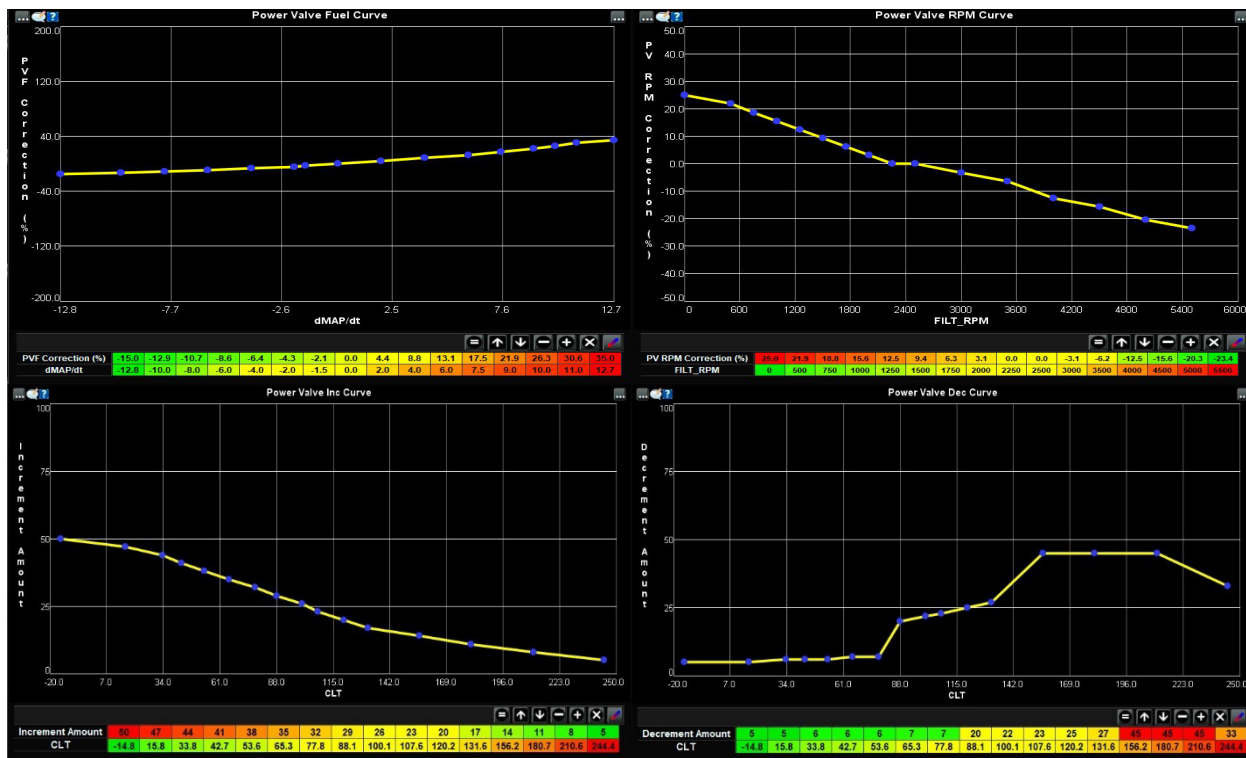 Power Valve Fuel Curve
200.0
120.0
40.0
-40.0
-120.0
-200.0
PVF Correction (%)
-12.8 -7.7 -2.6 2.5 7.6 12.7
dMAP/dt
PVF Correction (%) -15.0 -12.9 -10.7 -8.6 -6.4 -4.3 -2.1 0.0 4.4 8.8 13.1 17.5 21.9 26.3 30.6 35.0
dMAP/dt -12.8 -10.0 -8.0 -6.0 -4.0 -2.0 -1.5 0.0 2.0 4.0 6.0 7.5 9.0 10.0 11.0 12.7
Power Valve RPM Curve
50.0
40.0
30.0
20.0
10.0
0.0
-10.0
-20.0
-30.0
-40.0
-50.0
PV RPM Correction (%)
0 600 1200 1800 2400 3000 3600 4200 4800 5400 6000
FILT_RPM
PV RPM Correction (%) 25.0 21.9 18.8 15.6 12.5 9.4 6.3 3.1 0.0 0.0 -3.1 -6.2 -12.5 -15.6 -20.3 -23.4
FILT_RPM 0 500 750 1000 1250 1500 1750 2000 2250 2500 3000 3500 4000 4500 5000 5500
Power Valve Inc Curve
100
75
50
25
0
Increment Amount
-20.0 7.0 34.0 61.0 88.0 115.0 142.0 169.0 196.0 223.0 250.0
CLT
Increment Amount 50 47 44 41 38 35 32 29 26 23 20 17 14 11 8 5
CLT -14.8 15.8 33.8 42.7 53.6 65.3 77.8 88.1 100.1 107.6 120.2 131.6 156.2 180.7 210.6 244.4
Power Valve Dec Curve
100
75
50
25
0
Decrement Amount
-20.0 7.0 34.0 61.0 88.0 115.0 142.0 169.0 196.0 223.0 250.0
CLT
Decrement Amount 5 5 6 6 6 7 7 20 22 23 25 27 45 45 45 33
CLT -14.8 15.8 33.8 42.7 53.6 65.3 77.8 88.1 100.1 107.6 120.2 131.6 156.2 180.7 210.6 244.4